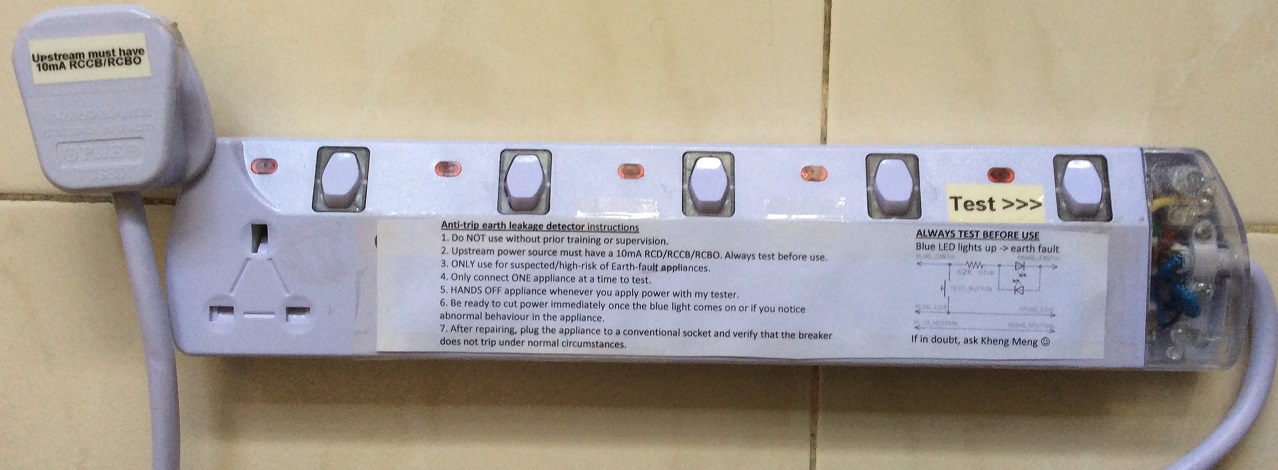 Upstream must have
10mA RCCB/RCBO
Test >>>
Anti-trip earth leakage detector instructions
1. Do NOT use without prior training or supervision.
2. Upstream power source must have a 10mA RCD/RCCB/RCBO. Always test before use.
3. ONLY use for suspected/high-risk of Earth-fault appliances.
4. Only connect ONE appliance at a time to test.
5. HANDS OFF appliance whenever you apply power with my tester.
6. Be ready to cut power immediately once the blue light comes on or if you notice
abnormal behaviour in the appliance.
7. After repairing, plug the appliance to a conventional socket and verify that the breaker
does not trip under normal circumstances.
ALWAYS TEST BEFORE USE
Blue LED lights up -> earth fault
62K ohm
TEST_BUTTON
If in doubt, ask Kheng Meng ☺